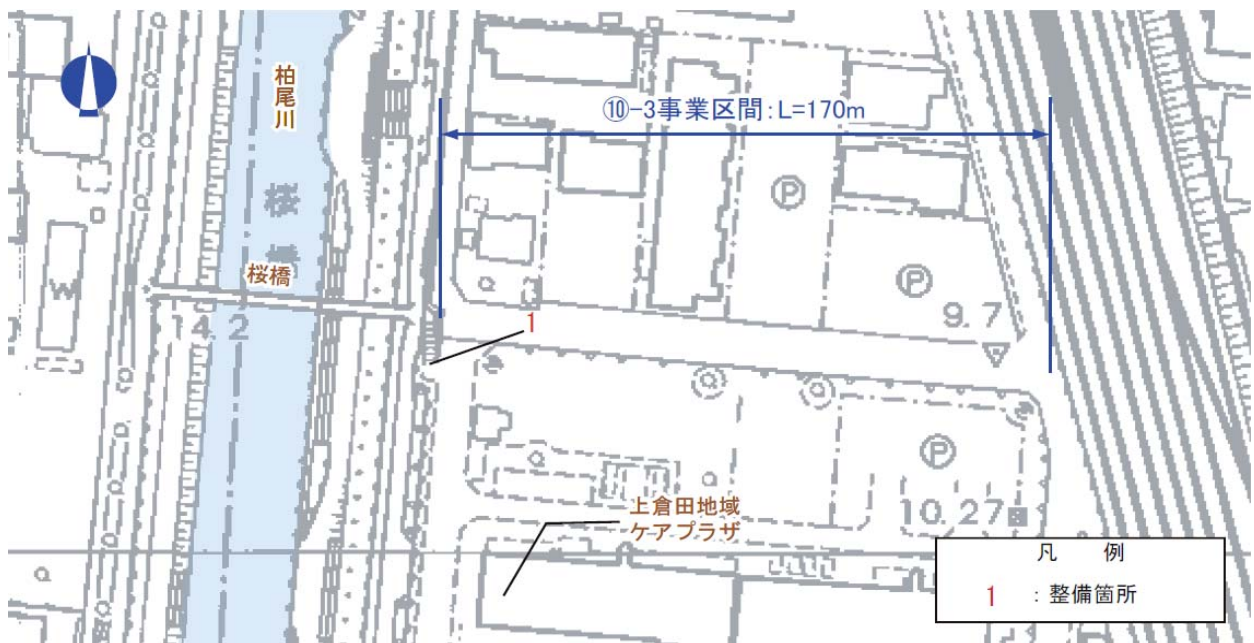 柏尾川
⑩-3事業区間:L=170m
Ⓟ
Ⓟ
桜橋
W
14.2
9.7
1
Ⓟ
上倉田地域
ケアプラザ
10.27
凡 例
1 : 整備箇所